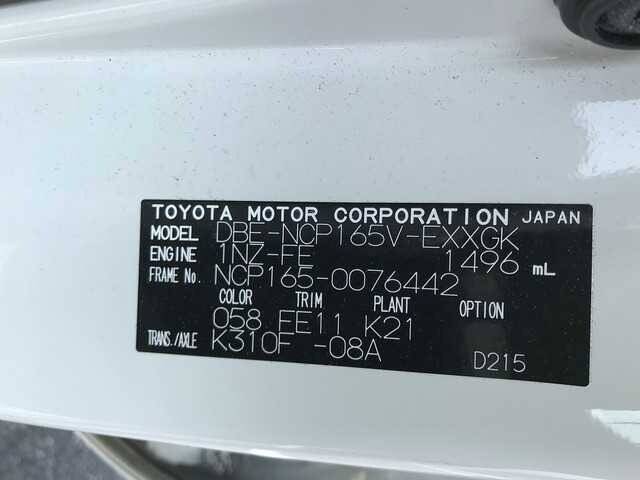 TOYOTA MOTOR CORPORATION JAPAN
MODEL DBE-NCP165V-EXXGK
ENGINE 1NZ-FE 1496 mL
FRAME No. NCP165-0076442
COLOR TRIM PLANT OPTION
058 FE11 K21
TRANS./AXLE K310F -08A
D215